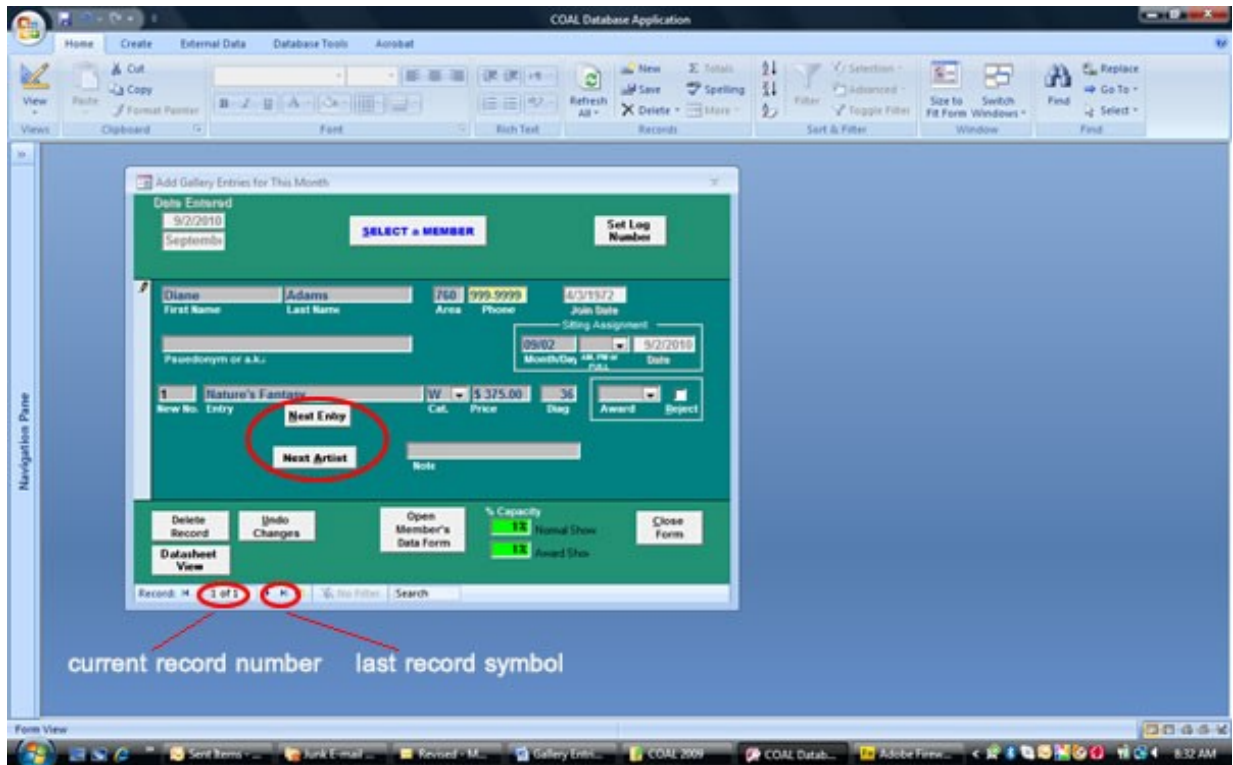 COAL Database Application
Home Create External Data Database Tools Acrobat
View
Views
Paste
Cut
Copy
Format Painter
Clipboard
B I U A
Font
Rich Text
Refresh
All
New
Save
Delete
Totals
Spelling
More
Records
Filter
Selection
Advanced
Toggle Filter
Sort & Filter
Size to
Fit Form
Switch
Windows
Window
Find
Replace
Go To
Select
Find
Navigation Pane
Add Gallery Entries for This Month
Date Entered
9/2/2010
Septembe
SELECT a MEMBER
Set Log
Number
Diane Adams 760 999-9999 4/3/1972
First Name Last Name Area Phone Join Date
Sitting Assignment
09/02 9/2/2010
Psuedonym or a.k.a
Month/Day AM, PM or FULL Date
1 Nature's Fantasy W $ 375.00 36
New No. Entry Cat. Price Diag Award Reject
Next Entry
Next Artist
Note
Delete
Record
Undo
Changes
Open
Member's
Data Form
% Capacity
1% Normal Show
1% Award Show
Close
Form
Datasheet
View
Record: 1 of 1 No Filter Search
current record number last record symbol
Form View
Sent Items - ... Junk E-mail ... Revised - M... Gallery Entri... COAL 2009 COAL Datab... Adobe Firew... 8:32 AM